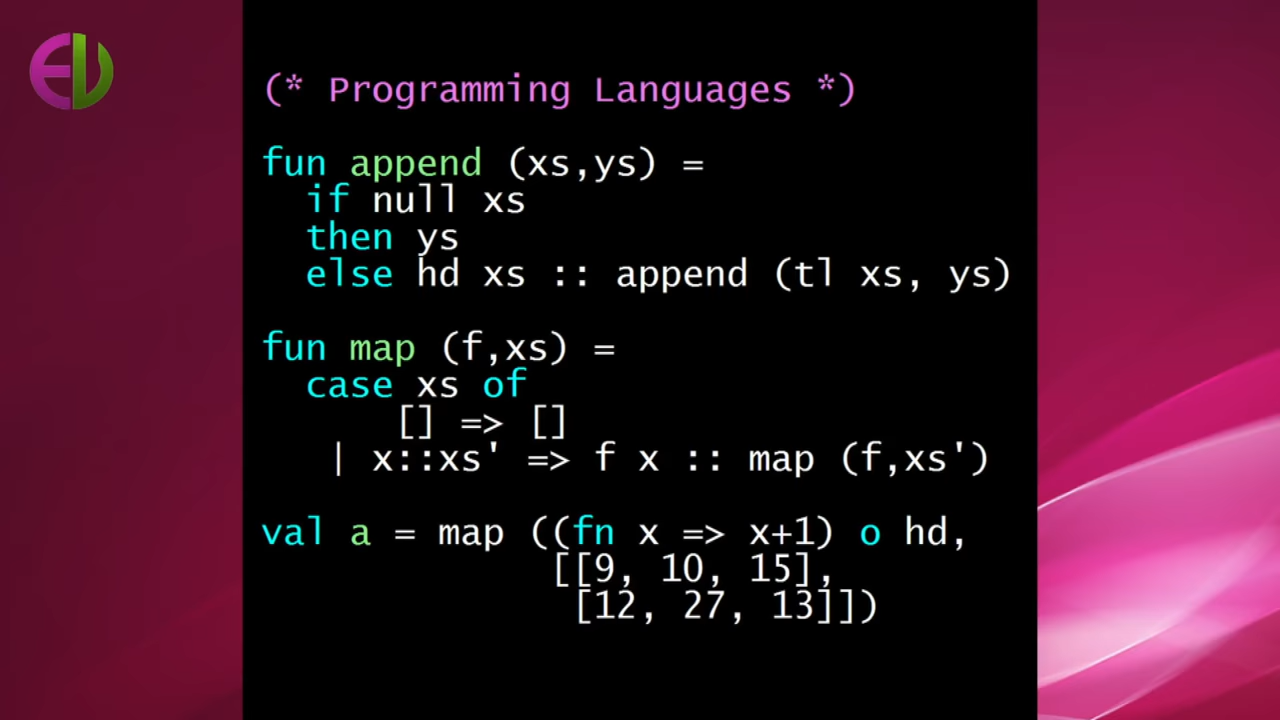 EU
(* Programming Languages *)
fun append (xs,ys) =
if null xs
then ys
else hd xs :: append (tl xs, ys)
fun map (f,xs) =
case xs of
[] => []
| x::xs' => f x :: map (f,xs')
val a = map ((fn x => x+1) o hd,
[[9, 10, 15],
[12, 27, 13]])